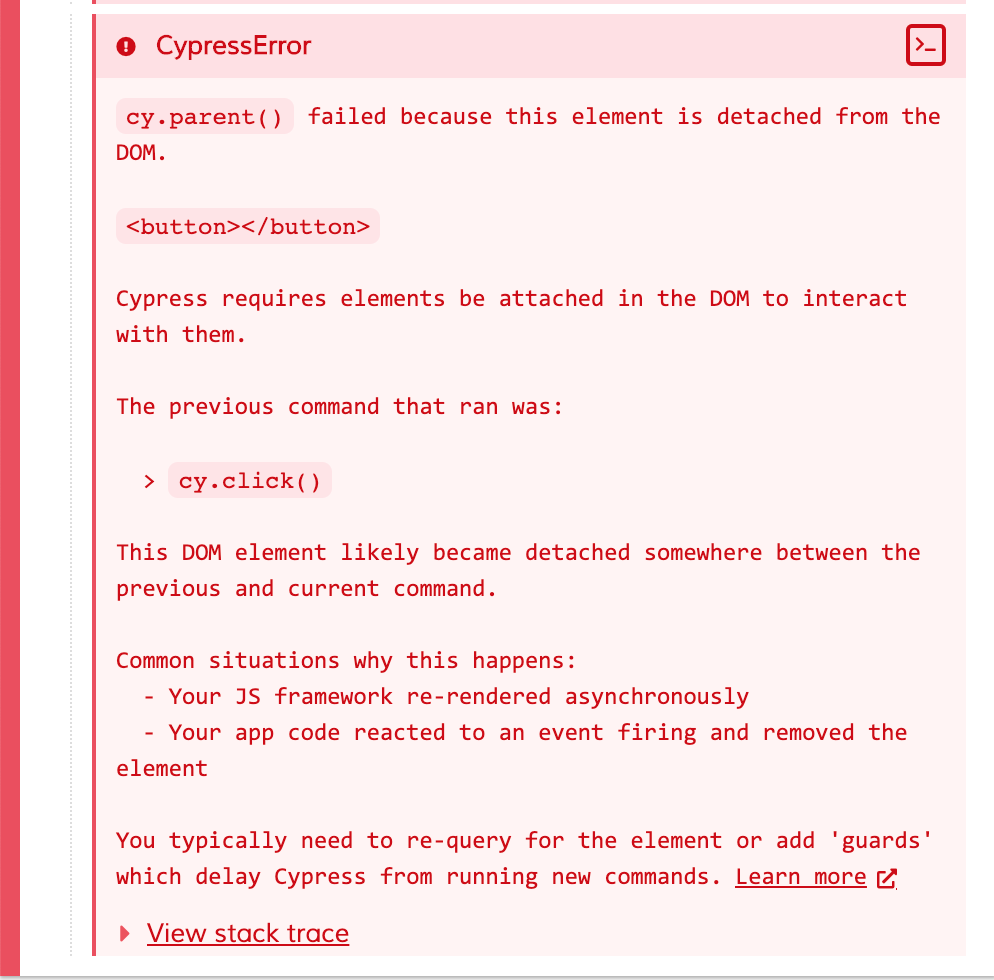 CypressError
cy.parent() failed because this element is detached from the
DOM.
<button></button>
Cypress requires elements be attached in the DOM to interact
with them.
The previous command that ran was:
> cy.click()
This DOM element likely became detached somewhere between the
previous and current command.
Common situations why this happens:
- Your JS framework re-rendered asynchronously
- Your app code reacted to an event firing and removed the
element
You typically need to re-query for the element or add 'guards'
which delay Cypress from running new commands. Learn more
View stack trace